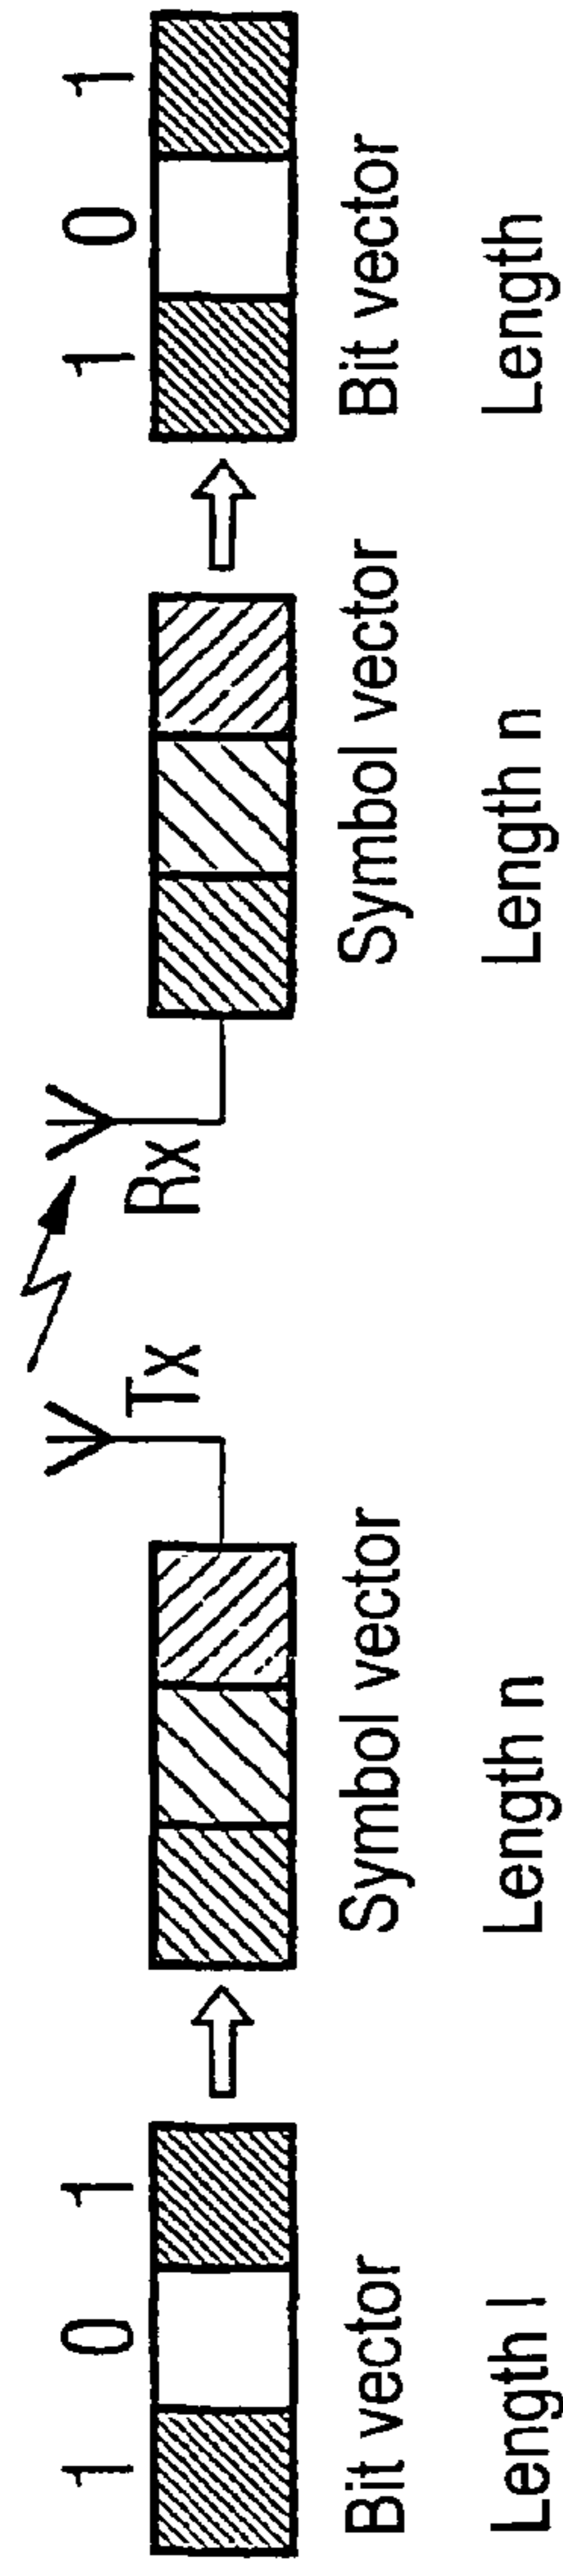 1 0 1 1 0 1
Tx Rx
Bit vector Symbol vector Symbol vector Bit vector
Length l Length n Length n Length